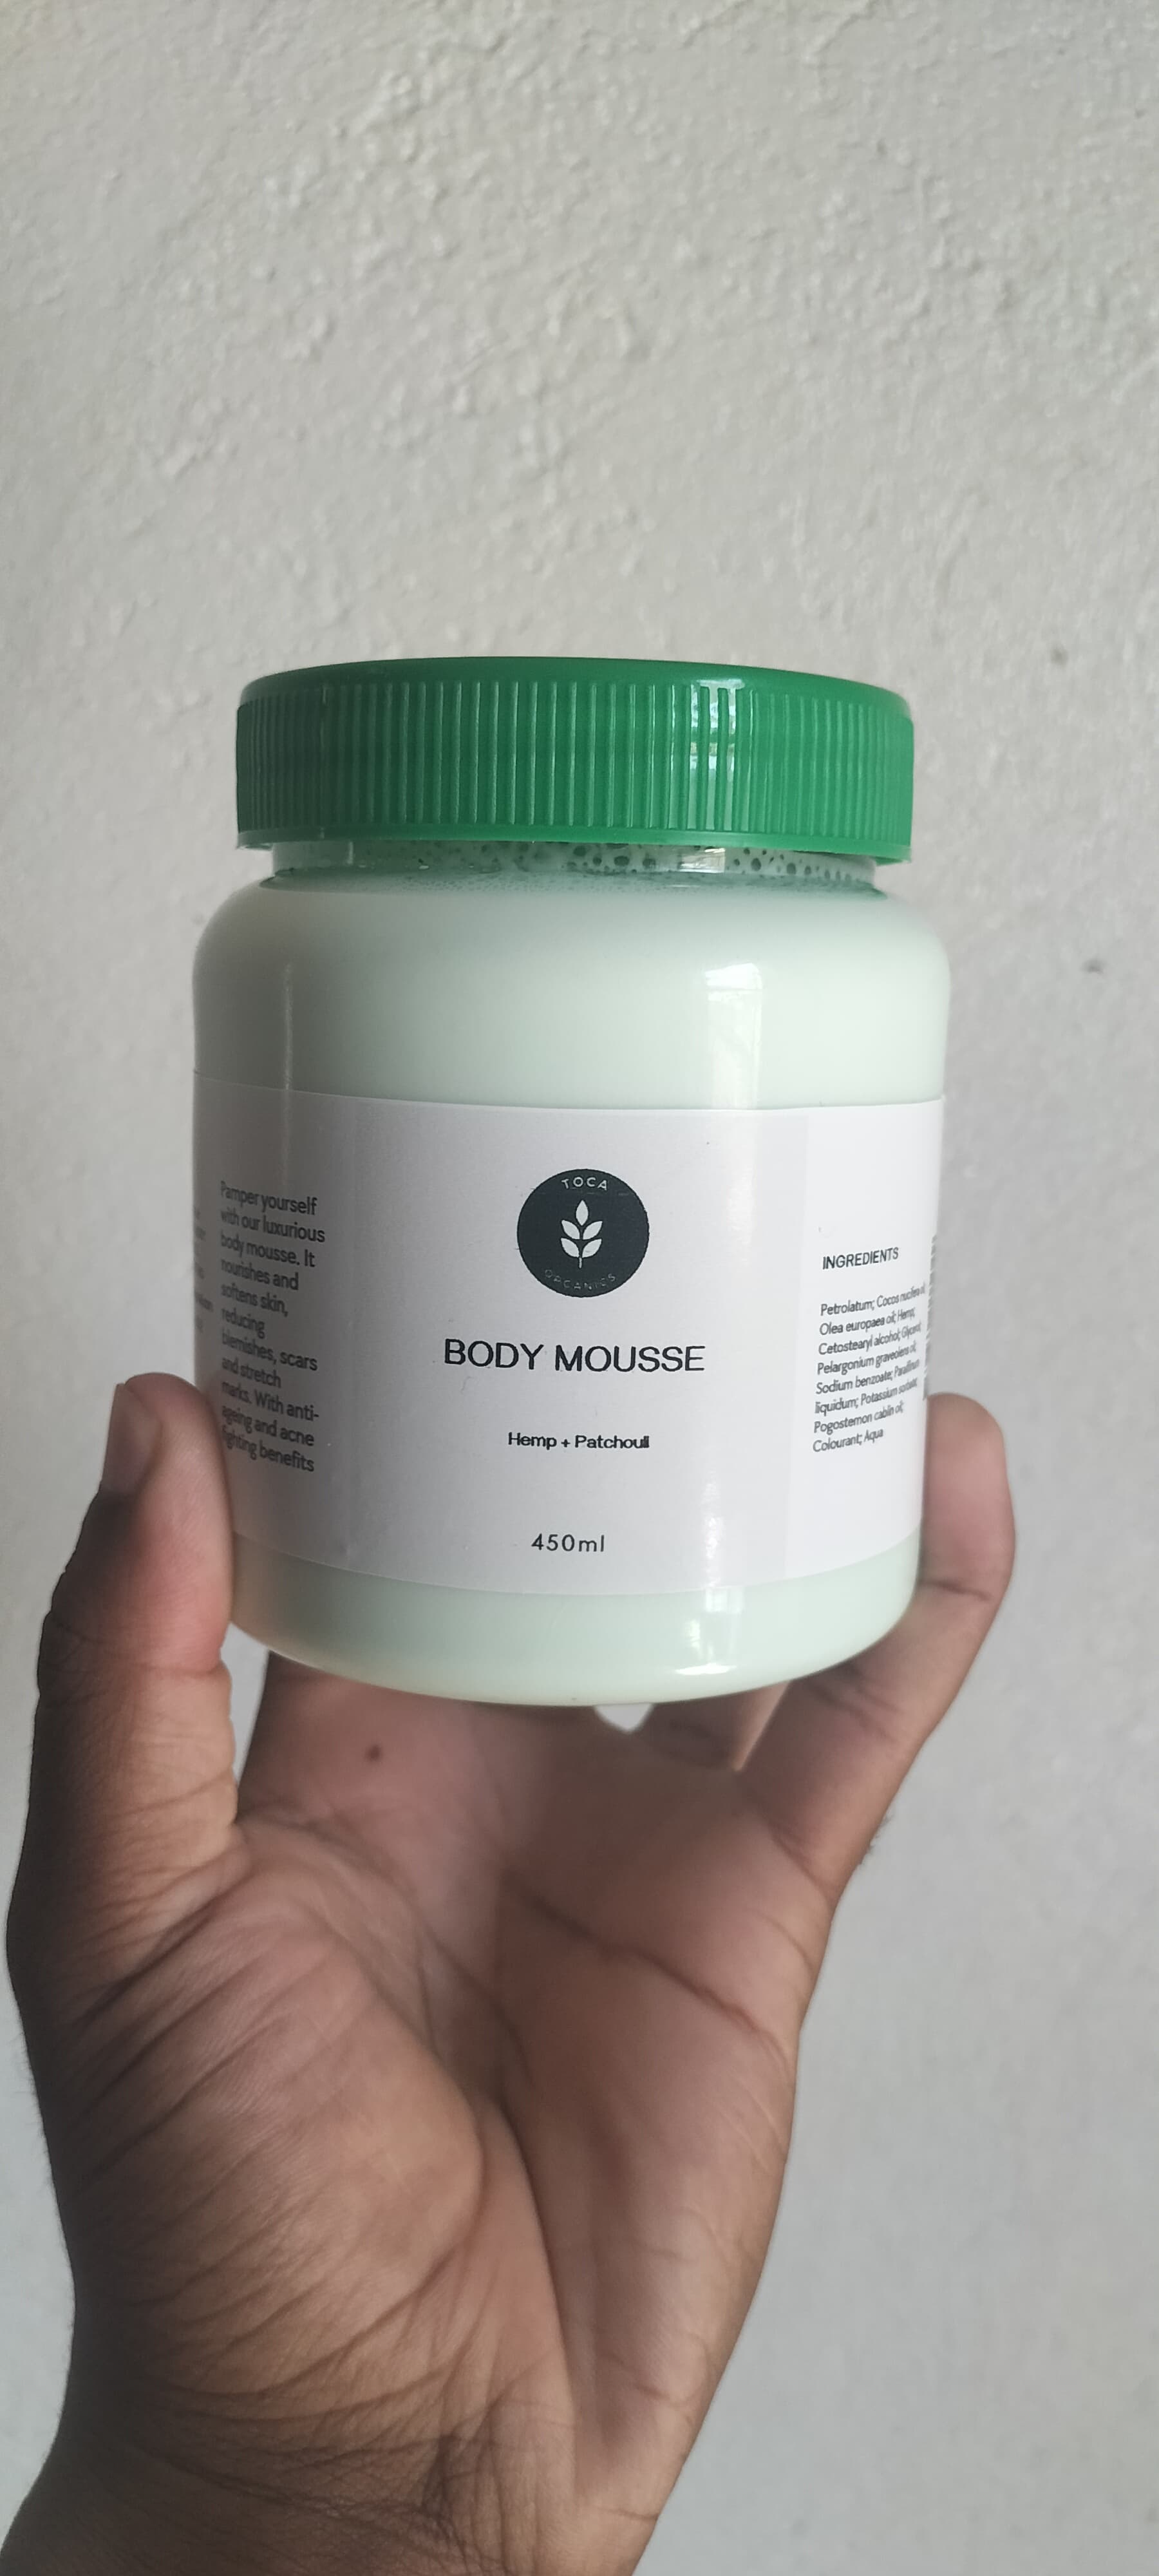 Pamper yourself
with our luxurious
body mousse. It
nourishes and
softens skin,
reducing
blemishes, scars
and stretch
marks. With anti-
ageing and acne
fighting benefits
TOCA
ORGANICS
BODY MOUSSE
Hemp + Patchouli
450ml
INGREDIENTS
Petrolatum; Cocos nucifera oil;
Olea europaea oil; Hemp;
Cetostearyl alcohol; Glycerol;
Pelargonium graveolens oil;
Sodium benzoate; Paraffinum
liquidum; Potassium sorbate;
Pogostemon cablin oil;
Colourant; Aqua